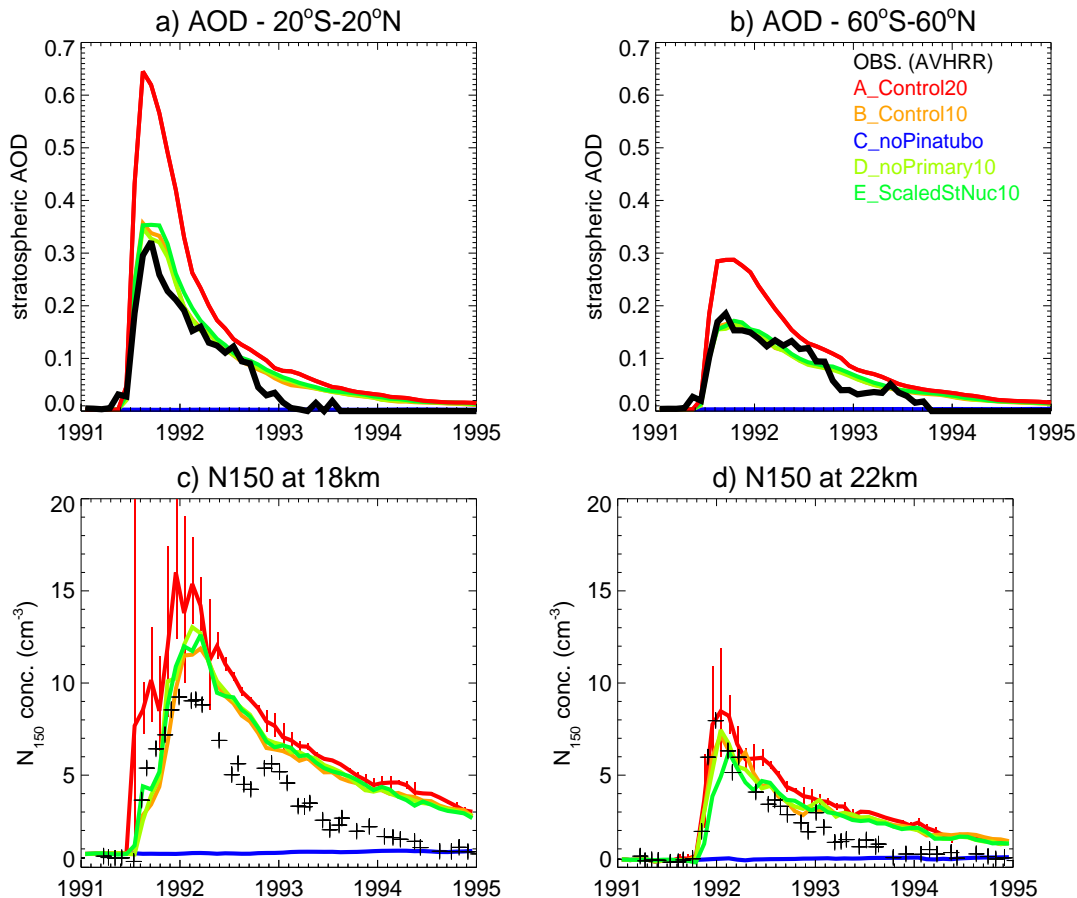 a) AOD - 20°S-20°N
b) AOD - 60°S-60°N
0.7
0.6
0.5
0.4
0.3
0.2
0.1
0.0
stratospheric AOD
1991 1992 1993 1994 1995
0.7
0.6
0.5
0.4
0.3
0.2
0.1
0.0
stratospheric AOD
1991 1992 1993 1994 1995
OBS. (AVHRR)
A_Control20
B_Control10
C_noPinatubo
D_noPrimary10
E_ScaledStNuc10
c) N150 at 18km
d) N150 at 22km
20
15
10
5
0
N150 conc. (cm-3)
1991 1992 1993 1994 1995
20
15
10
5
0
N150 conc. (cm-3)
1991 1992 1993 1994 1995